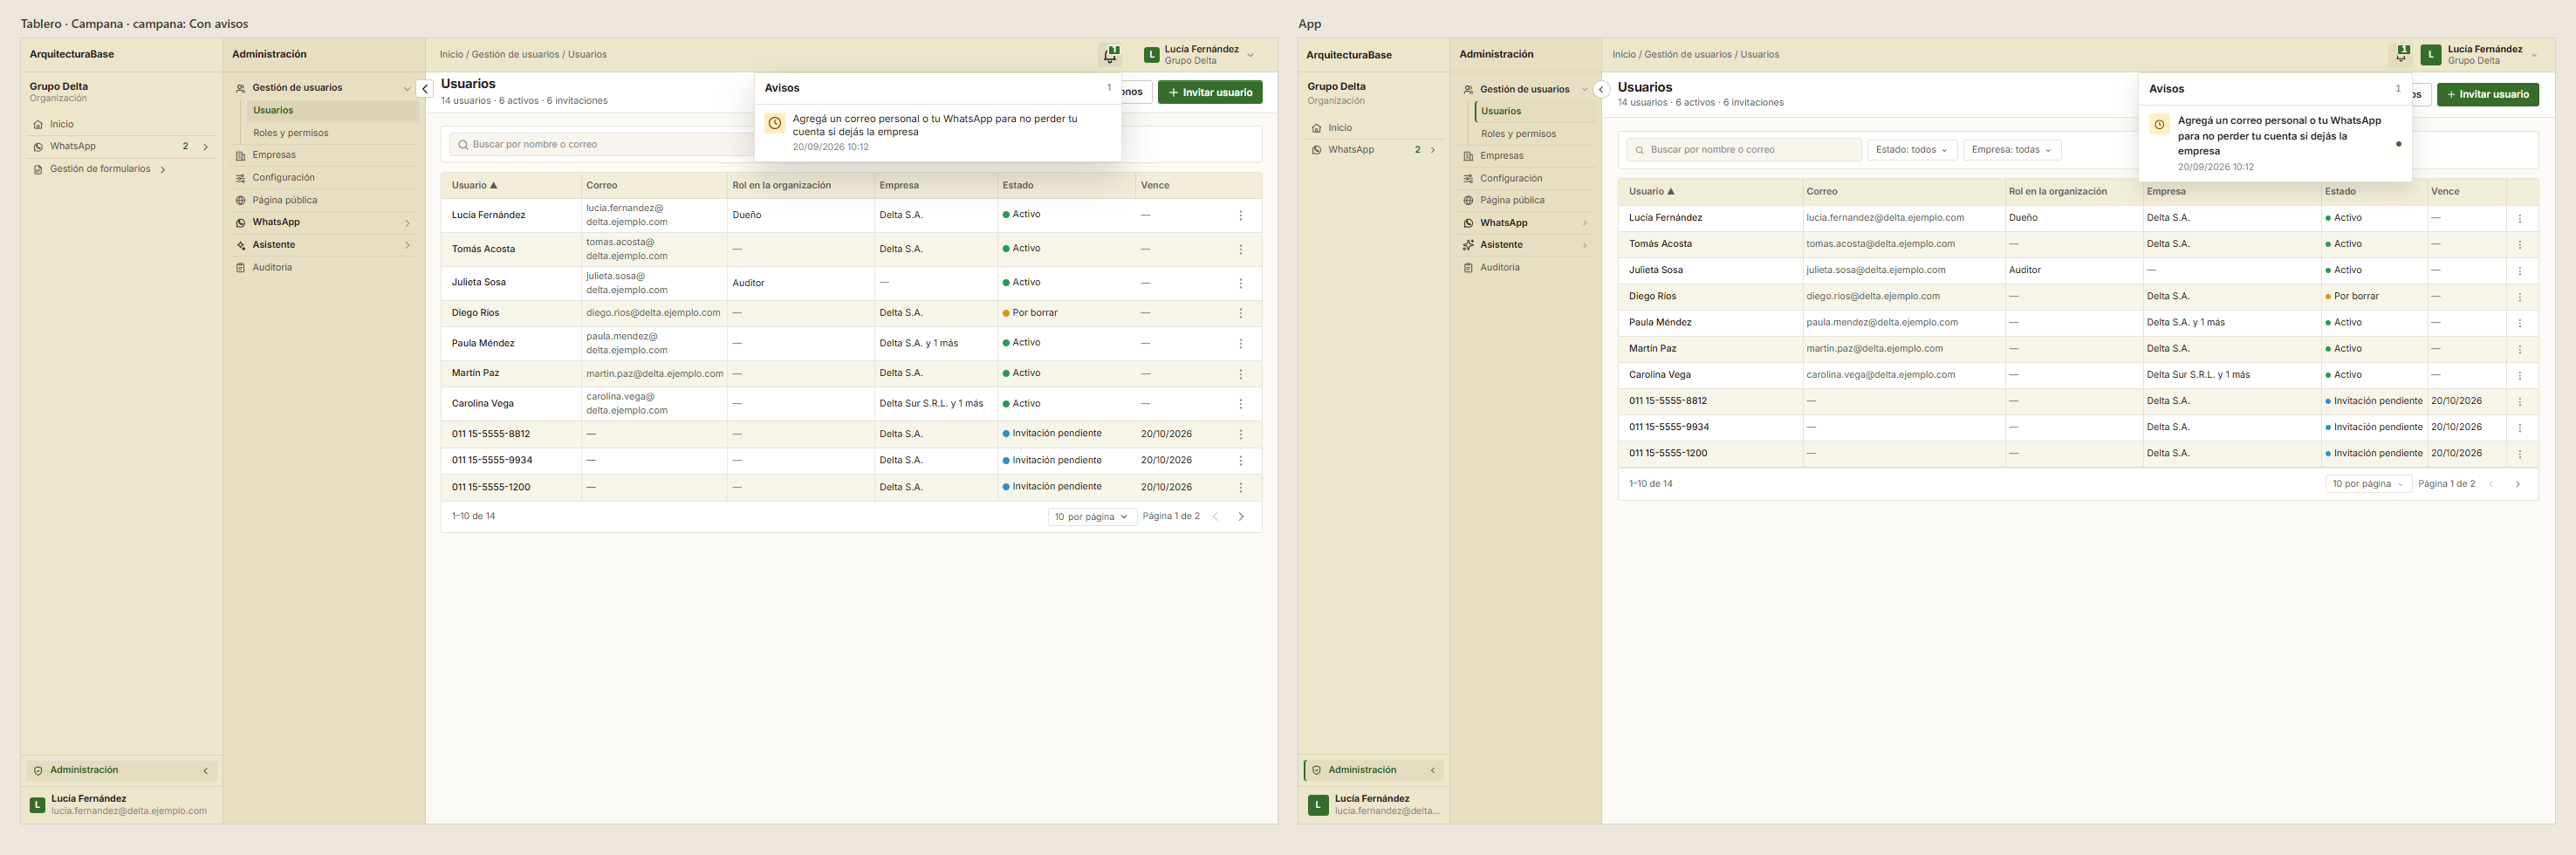 Tablero · Campana · campana: Con avisos
ArquitecturaBase
Grupo Delta
Organización
Inicio
WhatsApp 2
Gestión de formularios
Administración
Lucía Fernández
lucia.fernandez@delta.ejemplo.com
Administración
Gestión de usuarios
Usuarios
Roles y permisos
Empresas
Configuración
Página pública
WhatsApp
Asistente
Auditoría
Inicio / Gestión de usuarios / Usuarios
1
L Lucía Fernández
Grupo Delta
Usuarios
14 usuarios · 6 activos · 6 invitaciones
+ Invitar usuario
Avisos 1
Agregá un correo personal o tu WhatsApp para no perder tu
cuenta si dejás la empresa
20/09/2026 10:12
Buscar por nombre o correo
Usuario ▲ Correo Rol en la organización Empresa Estado Vence
Lucía Fernández lucia.fernandez@
delta.ejemplo.com Dueño Delta S.A. Activo —
Tomás Acosta tomas.acosta@
delta.ejemplo.com — Delta S.A. Activo —
Julieta Sosa julieta.sosa@
delta.ejemplo.com Auditor — Activo —
Diego Ríos diego.rios@delta.ejemplo.com — Delta S.A. Por borrar —
Paula Méndez paula.mendez@
delta.ejemplo.com — Delta S.A. y 1 más Activo —
Martín Paz martin.paz@delta.ejemplo.com — Delta S.A. Activo —
Carolina Vega carolina.vega@
delta.ejemplo.com — Delta Sur S.R.L. y 1 más Activo —
011 15-5555-8812 — — Delta S.A. Invitación pendiente 20/10/2026
011 15-5555-9934 — — Delta S.A. Invitación pendiente 20/10/2026
011 15-5555-1200 — — Delta S.A. Invitación pendiente 20/10/2026
1–10 de 14 10 por página Página 1 de 2
App
ArquitecturaBase
Grupo Delta
Organización
Inicio
WhatsApp 2
Administración
L Lucía Fernández
lucia.fernandez@delta...
Administración
Gestión de usuarios
Usuarios
Roles y permisos
Empresas
Configuración
Página pública
WhatsApp
Asistente
Auditoría
Inicio / Gestión de usuarios / Usuarios
1
L Lucía Fernández
Grupo Delta
Usuarios
14 usuarios · 6 activos · 6 invitaciones
+ Invitar usuario
Avisos 1
Agregá un correo personal o tu WhatsApp
para no perder tu cuenta si dejás la
empresa
20/09/2026 10:12
Buscar por nombre o correo Estado: todos Empresa: todas
Usuario ▲ Correo Rol en la organización Empresa Estado Vence
Lucía Fernández lucia.fernandez@delta.ejemplo.com Dueño Delta S.A. Activo —
Tomás Acosta tomas.acosta@delta.ejemplo.com — Delta S.A. Activo —
Julieta Sosa julieta.sosa@delta.ejemplo.com Auditor — Activo —
Diego Ríos diego.rios@delta.ejemplo.com — Delta S.A. Por borrar —
Paula Méndez paula.mendez@delta.ejemplo.com — Delta S.A. y 1 más Activo —
Martín Paz martin.paz@delta.ejemplo.com — Delta S.A. Activo —
Carolina Vega carolina.vega@delta.ejemplo.com — Delta Sur S.R.L. y 1 más Activo —
011 15-5555-8812 — — Delta S.A. Invitación pendiente 20/10/2026
011 15-5555-9934 — — Delta S.A. Invitación pendiente 20/10/2026
011 15-5555-1200 — — Delta S.A. Invitación pendiente 20/10/2026
1–10 de 14 10 por página Página 1 de 2